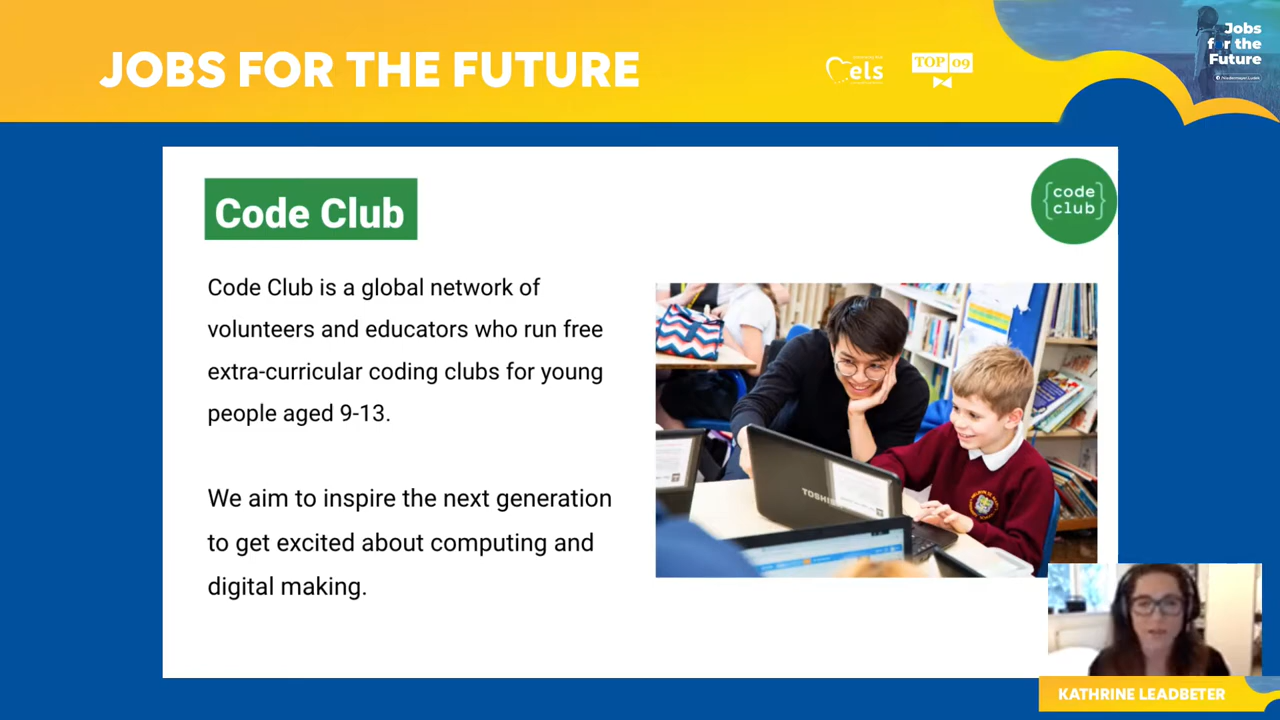 JOBS FOR THE FUTURE
els
TOP 09
Jobs
for the
Future
Code Club
{code
club}
Code Club is a global network of
volunteers and educators who run free
extra-curricular coding clubs for young
people aged 9-13.
We aim to inspire the next generation
to get excited about computing and
digital making.
TOSHIBA
KATHRINE LEADBETER